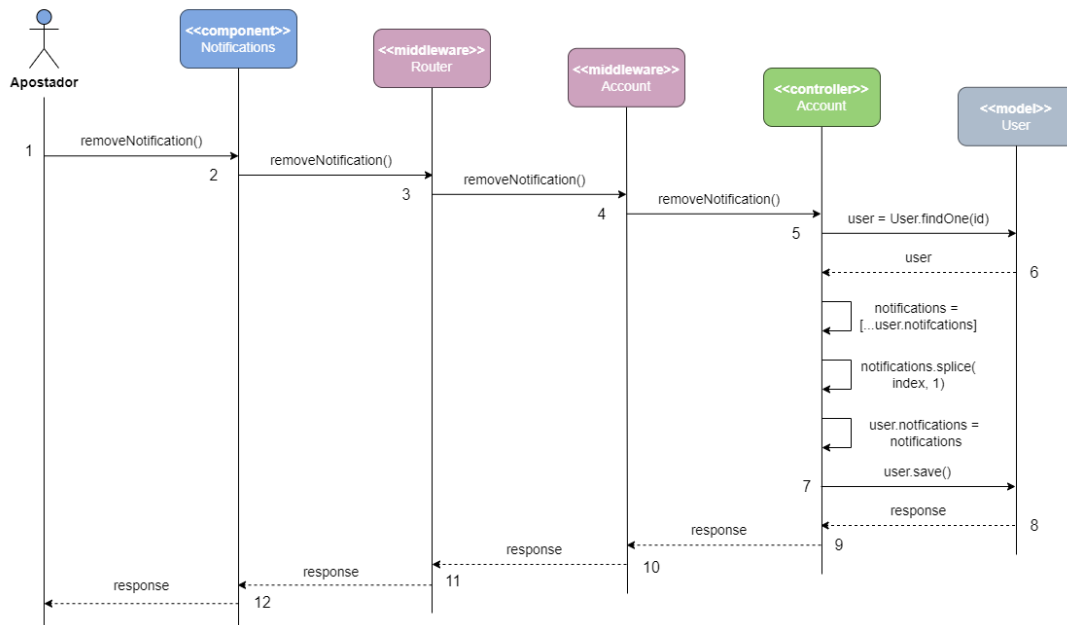 <<component>>
Notifications
<<middleware>>
Router
<<middleware>>
Account
<<controller>>
Account
<<model>>
User
Apostador
1
removeNotification()
2
removeNotification()
3
removeNotification()
4
removeNotification()
5
user = User.findOne(id)
user
6
notifications =
[...user.notifcations]
notifications.splice(
index, 1)
user.notfications =
notifications
7
user.save()
response
8
response
9
response
10
response
11
response
12